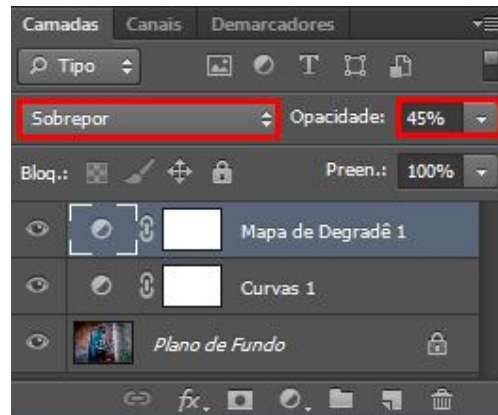 Camadas Canais Demarcadores
Tipo T
Sobrepor Opacidade: 45%
Bloq.: Preen.: 100%
Mapa de Degradê 1
Curvas 1
Plano de Fundo
fx.